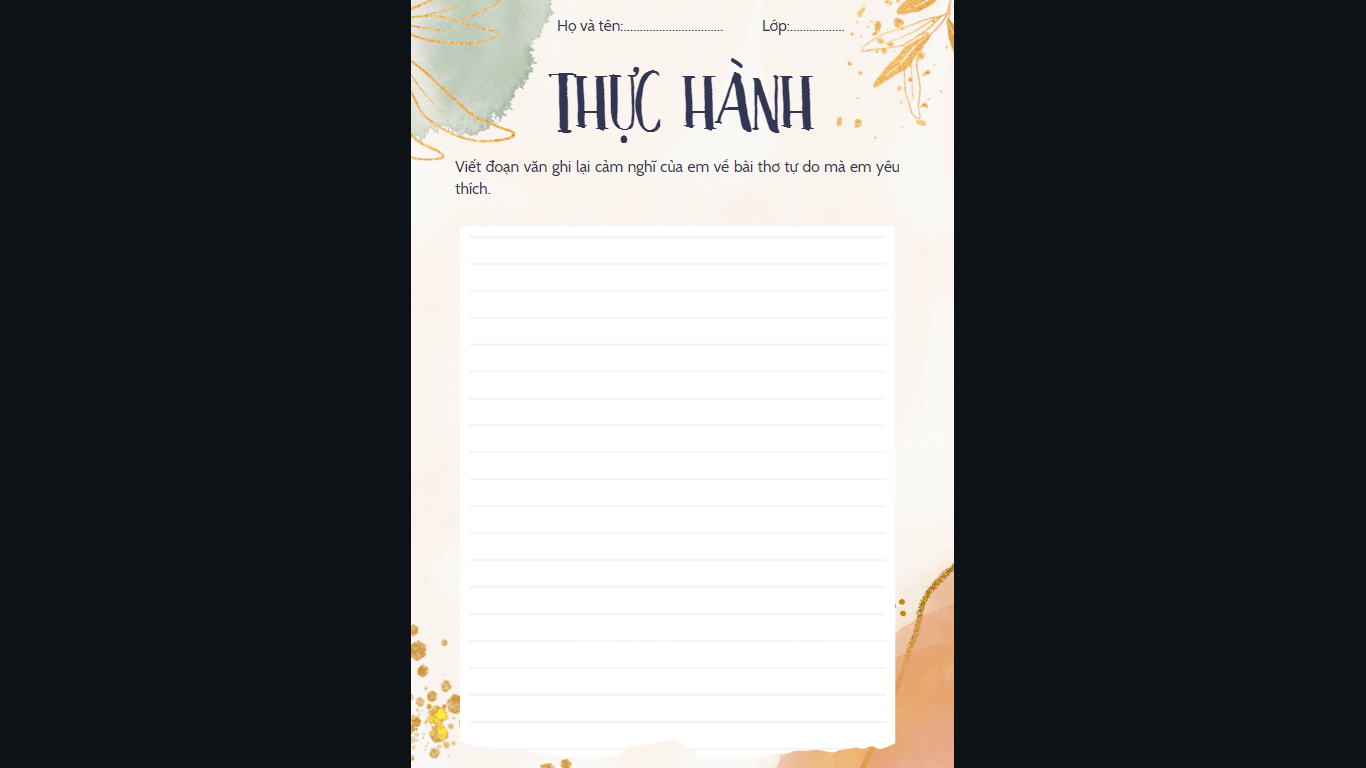 Họ và tên:............................... Lớp:.................
THỰC HÀNH
Viết đoạn văn ghi lại cảm nghĩ của em về bài thơ tự do mà em yêu
thích.